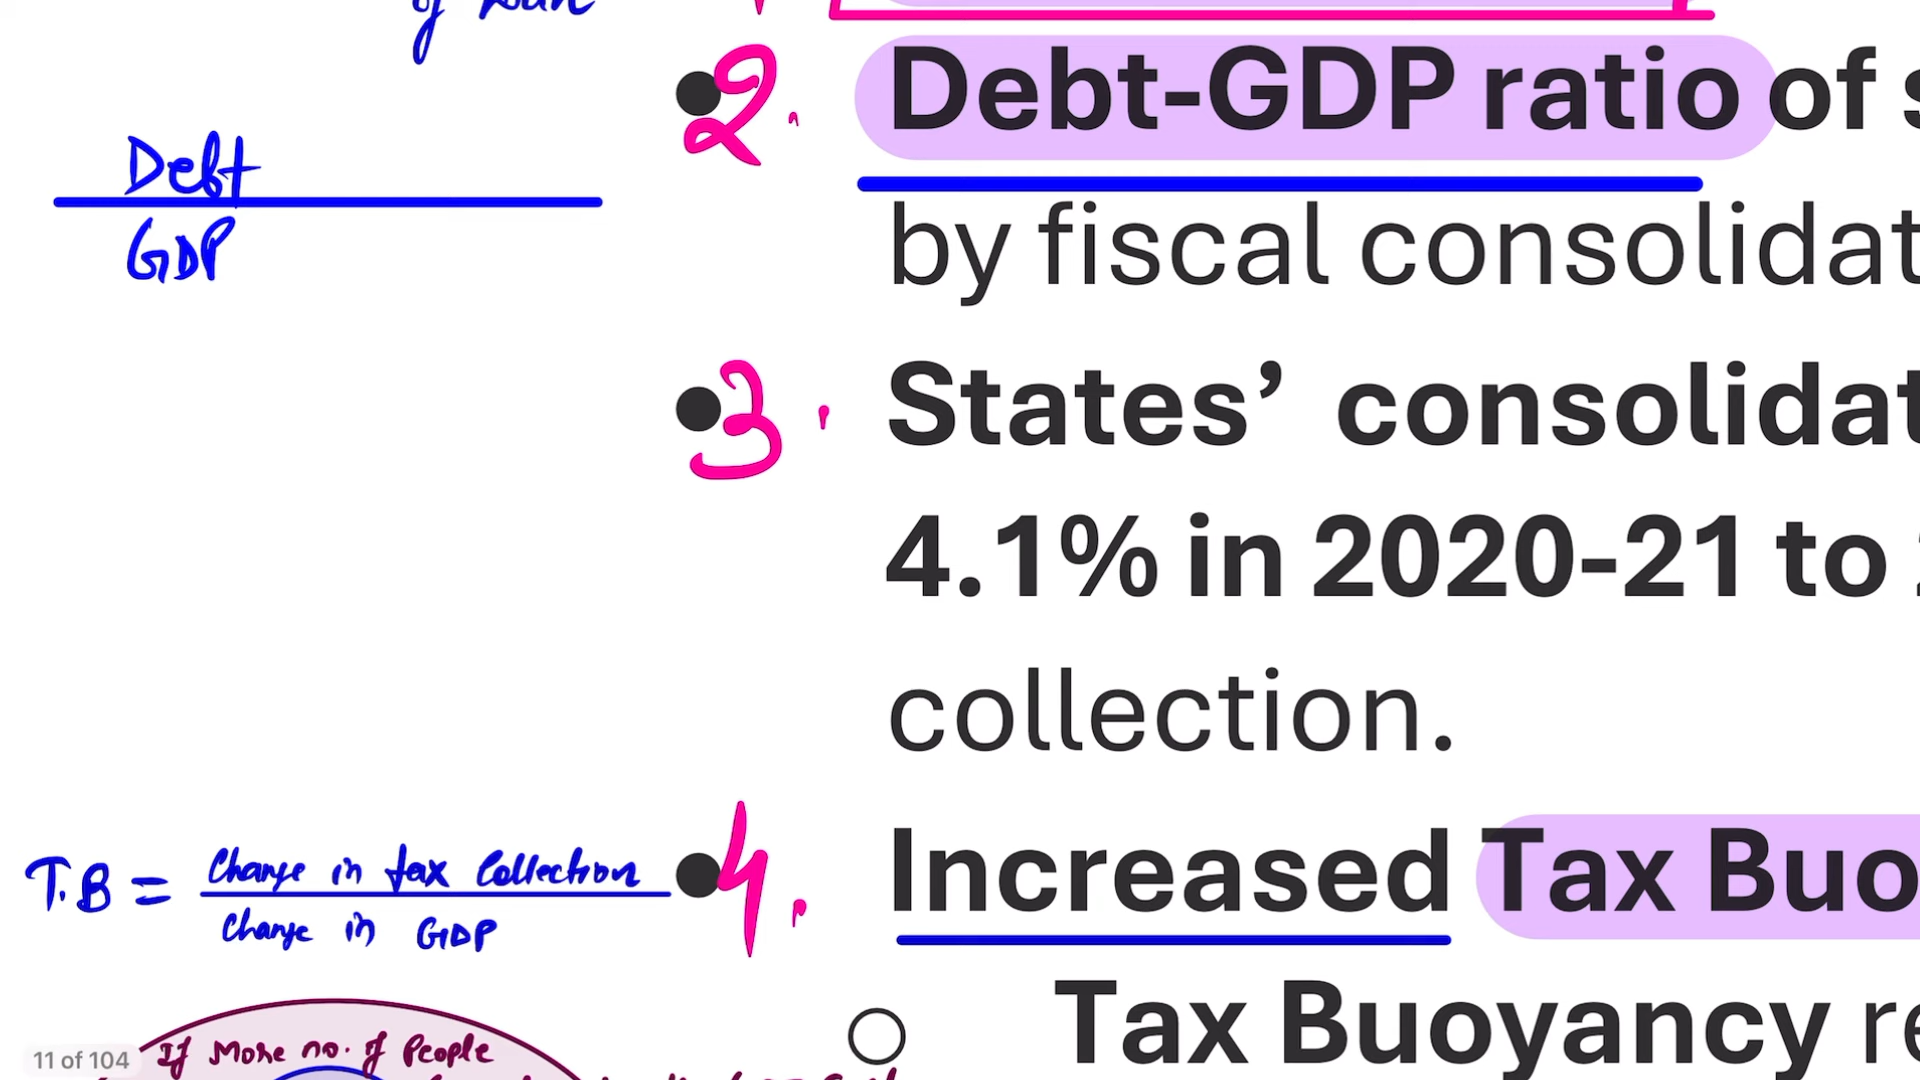 of Loan
2. Debt-GDP ratio of
Debt
GDP
by fiscal consolidat
3. States’ consolidat
4.1% in 2020-21 to
collection.
T.B = Change in tax Collection
Change in GDP
4. Increased Tax Buo
Tax Buoyancy re
If More no. of People
11 of 104